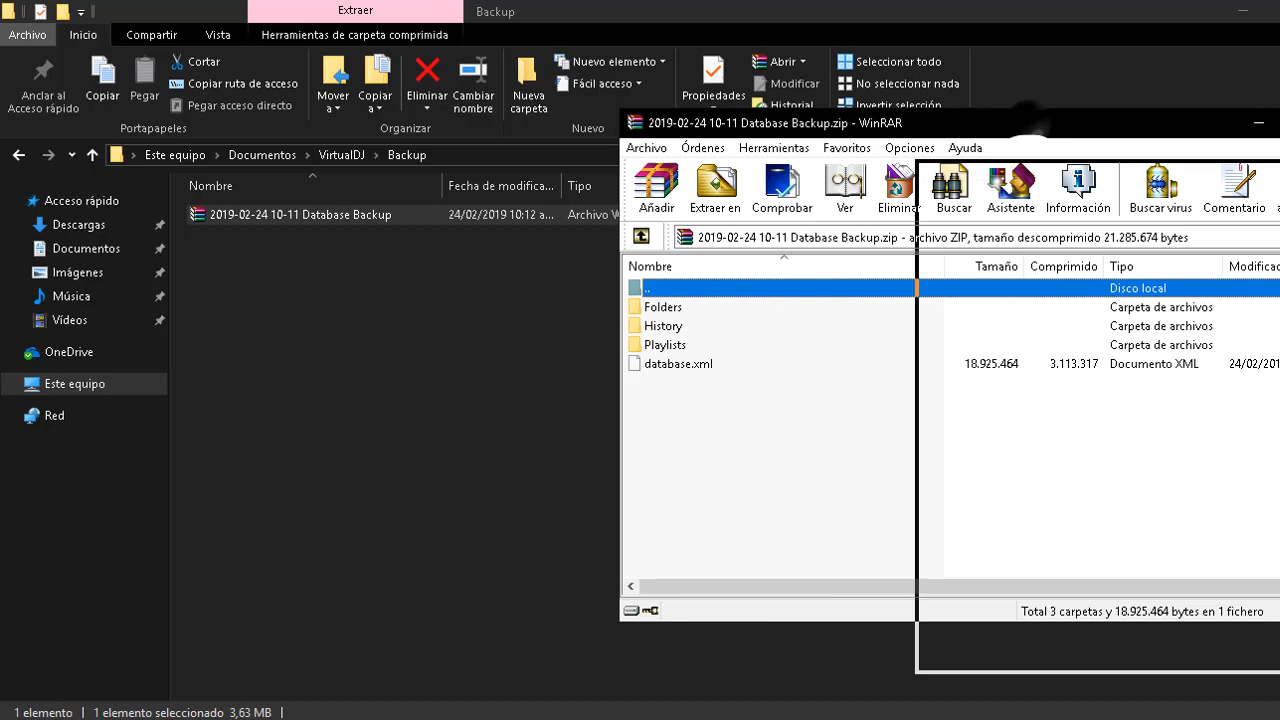 Extraer
Backup
Archivo
Inicio
Compartir
Vista
Herramientas de carpeta comprimida
Anclar al
Acceso rápido
Copiar
Pegar
Cortar
Copiar ruta de acceso
Pegar acceso directo
Mover
a
Copiar
a
Eliminar
Cambiar
nombre
Nueva
carpeta
Nuevo elemento
Fácil acceso
Propiedades
Abrir
Modificar
Historial
Seleccionar todo
No seleccionar nada
Invertir selección
Portapapeles
Organizar
Nuevo
Este equipo
Documentos
VirtualDJ
Backup
Acceso rápido
Descargas
Documentos
Imágenes
Música
Vídeos
OneDrive
Este equipo
Red
Nombre
Fecha de modifica...
Tipo
2019-02-24 10-11 Database Backup
24/02/2019 10:12 a...
Archivo W
2019-02-24 10-11 Database Backup.zip - WinRAR
Archivo
Órdenes
Herramientas
Favoritos
Opciones
Ayuda
Añadir
Extraer en
Comprobar
Ver
Buscar
Asistente
Información
Buscar virus
Comentario
2019-02-24 10-11 Database Backup.zip - archivo ZIP, tamaño descomprimido 21.285.674 bytes
Nombre
Tamaño
Comprimido
Tipo
Modificac
..
Disco local
Folders
Carpeta de archivos
History
Carpeta de archivos
Playlists
Carpeta de archivos
database.xml
18.925.464
3.113.317
Documento XML
24/02/201
Total 3 carpetas y 18.925.464 bytes en 1 fichero
1 elemento
1 elemento seleccionado 3,63 MB